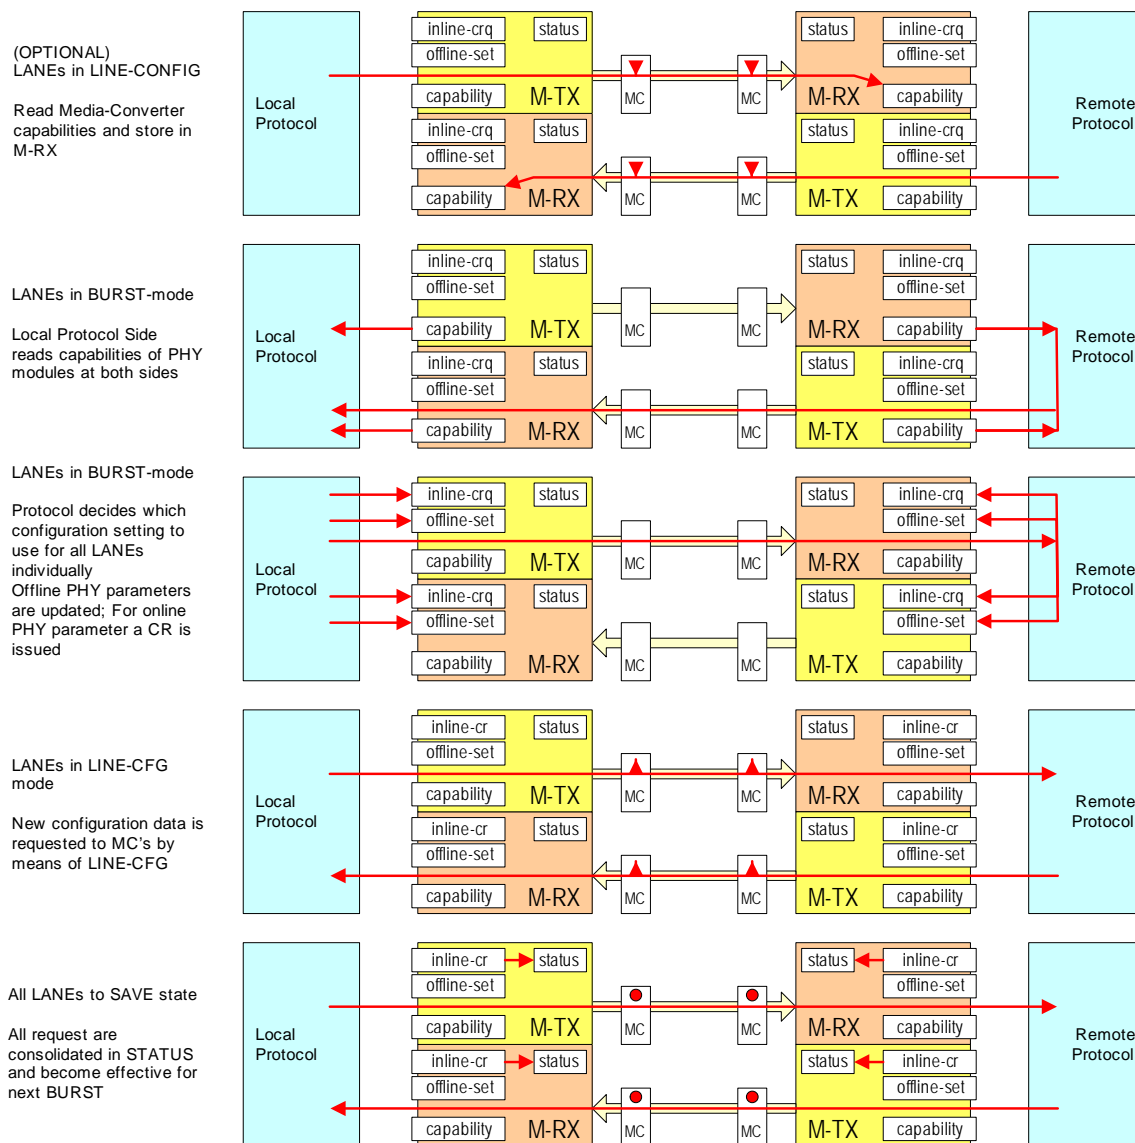 (OPTIONAL)
LANEs in LINE-CONFIG
Read Media-Converter
capabilities and store in
M-RX
Local
Protocol
inline-crq
status
offline-set
capability
M-TX
inline-crq
status
offline-set
capability
M-RX
MC
MC
MC
MC
status
inline-crq
offline-set
M-RX
capability
status
inline-crq
offline-set
M-TX
capability
Remote
Protocol
LANEs in BURST-mode
Local Protocol Side
reads capabilities of PHY
modules at both sides
Local
Protocol
inline-crq
status
offline-set
capability
M-TX
inline-crq
status
offline-set
capability
M-RX
MC
MC
MC
MC
status
inline-crq
offline-set
M-RX
capability
status
inline-crq
offline-set
M-TX
capability
Remote
Protocol
LANEs in BURST-mode
Protocol decides which
configuration setting to
use for all LANEs
individually
Offline PHY parameters
are updated; For online
PHY parameter a CR is
issued
Local
Protocol
inline-crq
status
offline-set
capability
M-TX
inline-crq
status
offline-set
capability
M-RX
MC
MC
MC
MC
status
inline-crq
offline-set
M-RX
capability
status
inline-crq
offline-set
M-TX
capability
Remote
Protocol
LANEs in LINE-CFG
mode
New configuration data is
requested to MC's by
means of LINE-CFG
Local
Protocol
inline-cr
status
offline-set
capability
M-TX
inline-cr
status
offline-set
capability
M-RX
MC
MC
MC
MC
status
inline-cr
offline-set
M-RX
capability
status
inline-cr
offline-set
M-TX
capability
Remote
Protocol
All LANEs to SAVE state
All request are
consolidated in STATUS
and become effective for
next BURST
Local
Protocol
inline-cr
status
offline-set
capability
M-TX
inline-cr
status
offline-set
capability
M-RX
MC
MC
MC
MC
status
inline-cr
offline-set
M-RX
capability
status
inline-cr
offline-set
M-TX
capability
Remote
Protocol